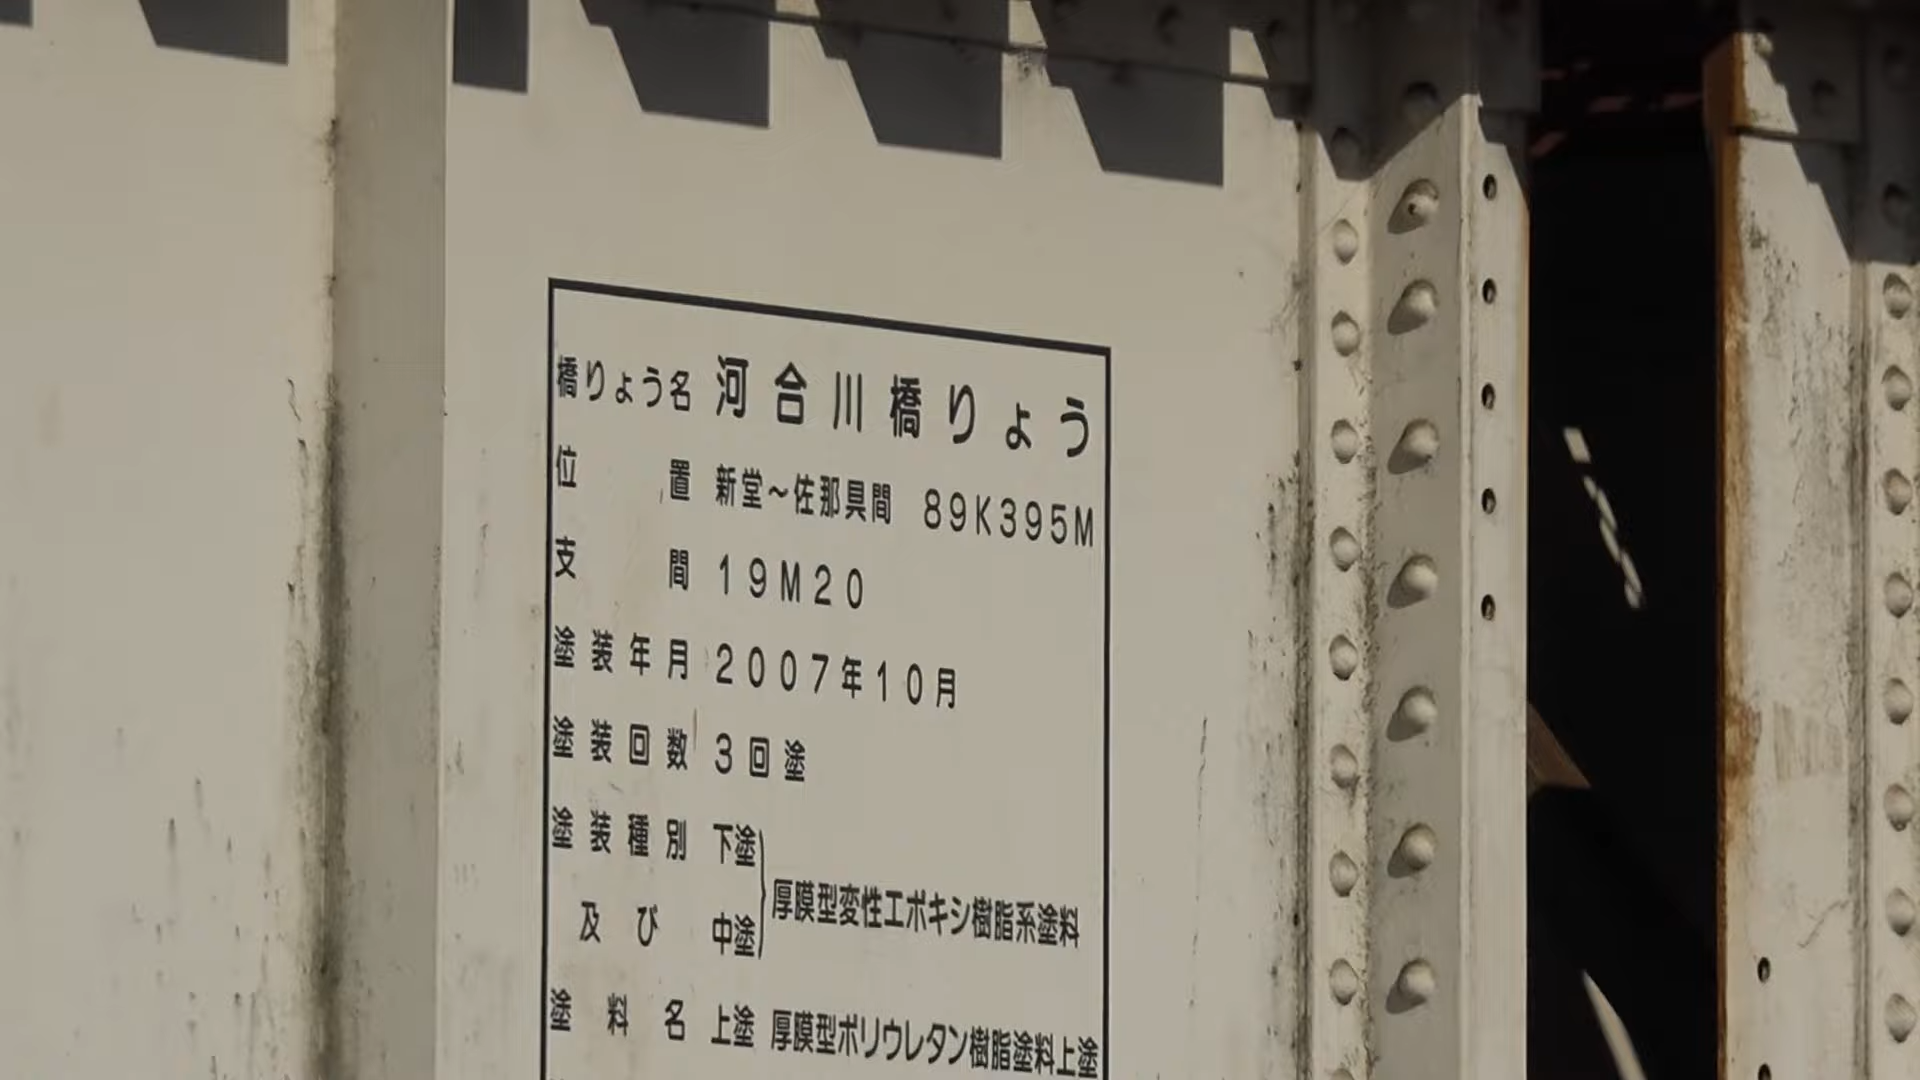 橋りょう名 河合川橋りょう
位置 新堂～佐那具間 89K395M
支間 19M20
塗装年月 2007年10月
塗装回数 3回塗
塗装種別 下塗
厚膜型変性エポキシ樹脂系塗料
及び 中塗
塗料名 上塗 厚膜型ポリウレタン樹脂塗料上塗